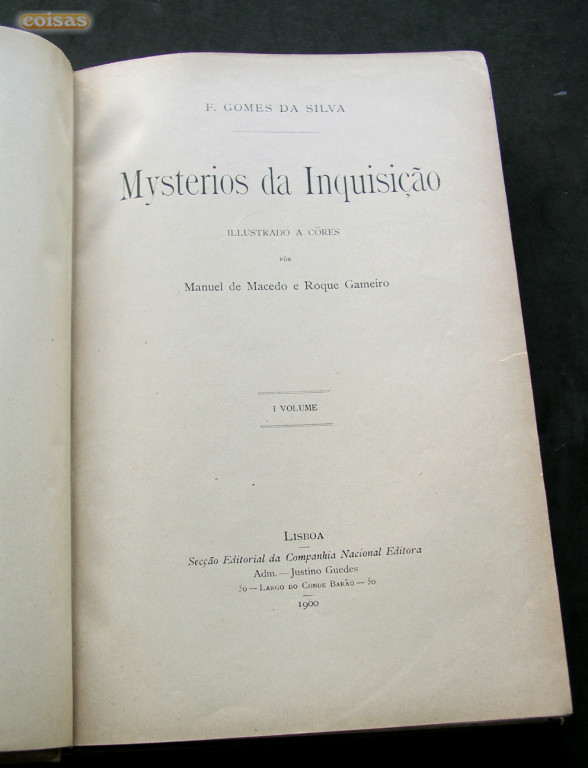 coisas
F. GOMES DA SILVA
Mysterios da Inquisição
ILLUSTRADO A CÔRES
PÔR
Manuel de Macedo e Roque Gameiro
I VOLUME
LISBOA
Secção Editorial da Companhia Nacional Editora
Adm. — Justino Guedes
50 — LARGO DO CONDE BARÃO — 50
1900